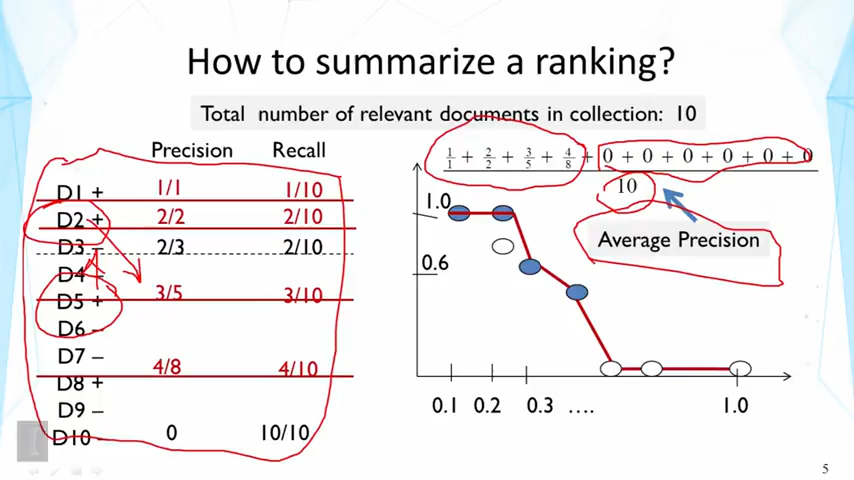 How to summarize a ranking?
Total number of relevant documents in collection: 10
Precision Recall
D1 + 1/1 1/10
D2 + 2/2 2/10
D3 – 2/3 2/10
D4 –
D5 + 3/5 3/10
D6 –
D7 –
D8 + 4/8 4/10
D9 –
D10 – 0 10/10
1/1 + 2/2 + 3/5 + 4/8 + 0 + 0 + 0 + 0 + 0 + 0
10
Average Precision
1.0
0.6
0.1 0.2 0.3 .... 1.0
5